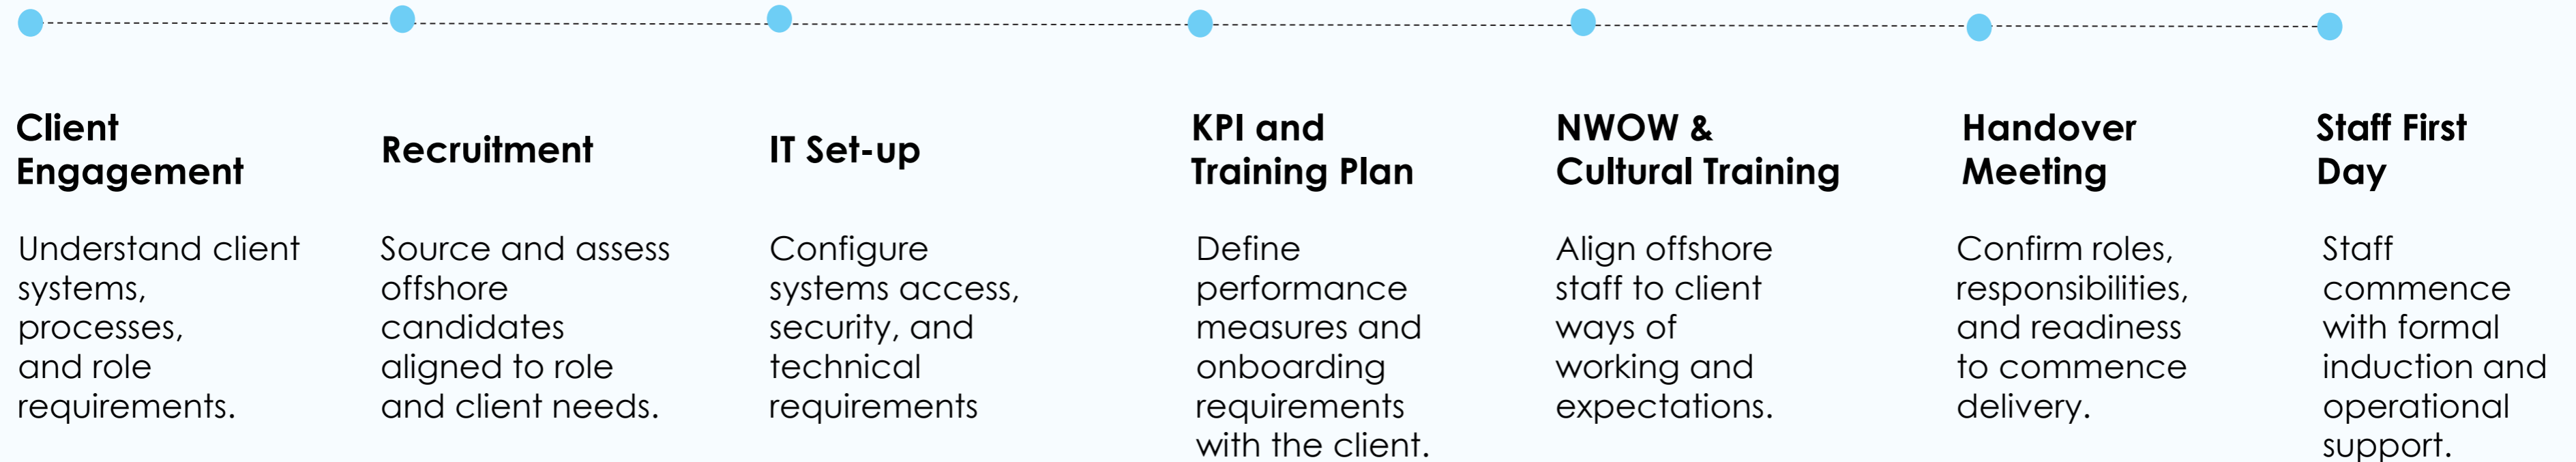 Client
Engagement
Understand client
systems,
processes,
and role
requirements.
Recruitment
Source and assess
offshore
candidates
aligned to role
and client needs.
IT Set-up
Configure
systems access,
security, and
technical
requirements
KPI and
Training Plan
Define
performance
measures and
onboarding
requirements
with the client.
NWOW &
Cultural Training
Align offshore
staff to client
ways of
working and
expectations.
Handover
Meeting
Confirm roles,
responsibilities,
and readiness
to commence
delivery.
Staff First
Day
Staff
commence
with formal
induction and
operational
support.